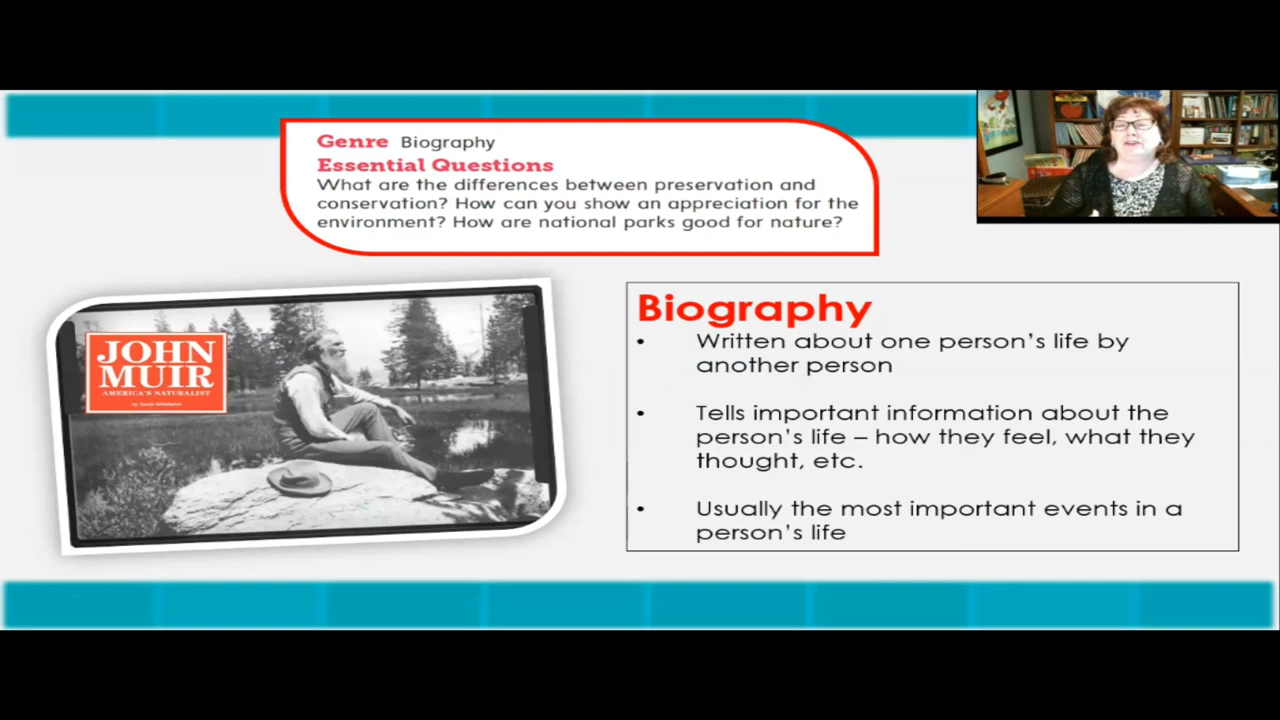 Genre Biography
Essential Questions
What are the differences between preservation and
conservation? How can you show an appreciation for the
environment? How are national parks good for nature?
JOHN
MUIR
AMERICA'S NATURALIST
Biography
• Written about one person's life by
another person
• Tells important information about the
person's life – how they feel, what they
thought, etc.
• Usually the most important events in a
person's life